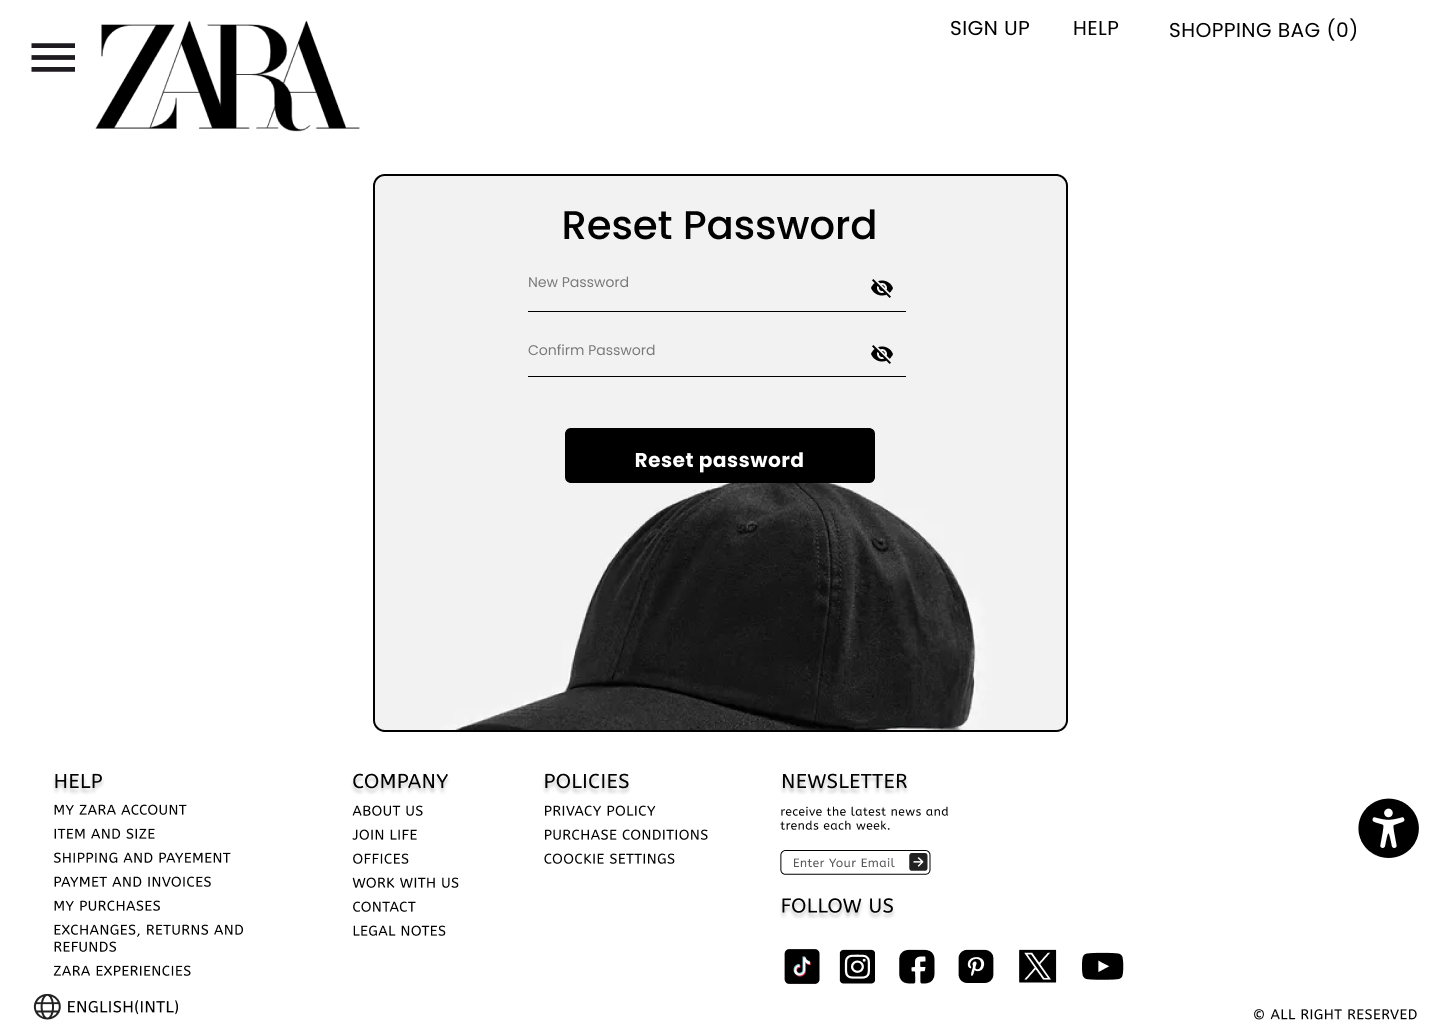 ZARA
SIGN UP
HELP
SHOPPING BAG (0)
Reset Password
New Password
Confirm Password
Reset password
HELP
MY ZARA ACCOUNT
ITEM AND SIZE
SHIPPING AND PAYEMENT
PAYMET AND INVOICES
MY PURCHASES
EXCHANGES, RETURNS AND
REFUNDS
ZARA EXPERIENCIES
ENGLISH(INTL)
COMPANY
ABOUT US
JOIN LIFE
OFFICES
WORK WITH US
CONTACT
LEGAL NOTES
POLICIES
PRIVACY POLICY
PURCHASE CONDITIONS
COOCKIE SETTINGS
NEWSLETTER
receive the latest news and
trends each week.
Enter Your Email
FOLLOW US
© ALL RIGHT RESERVED